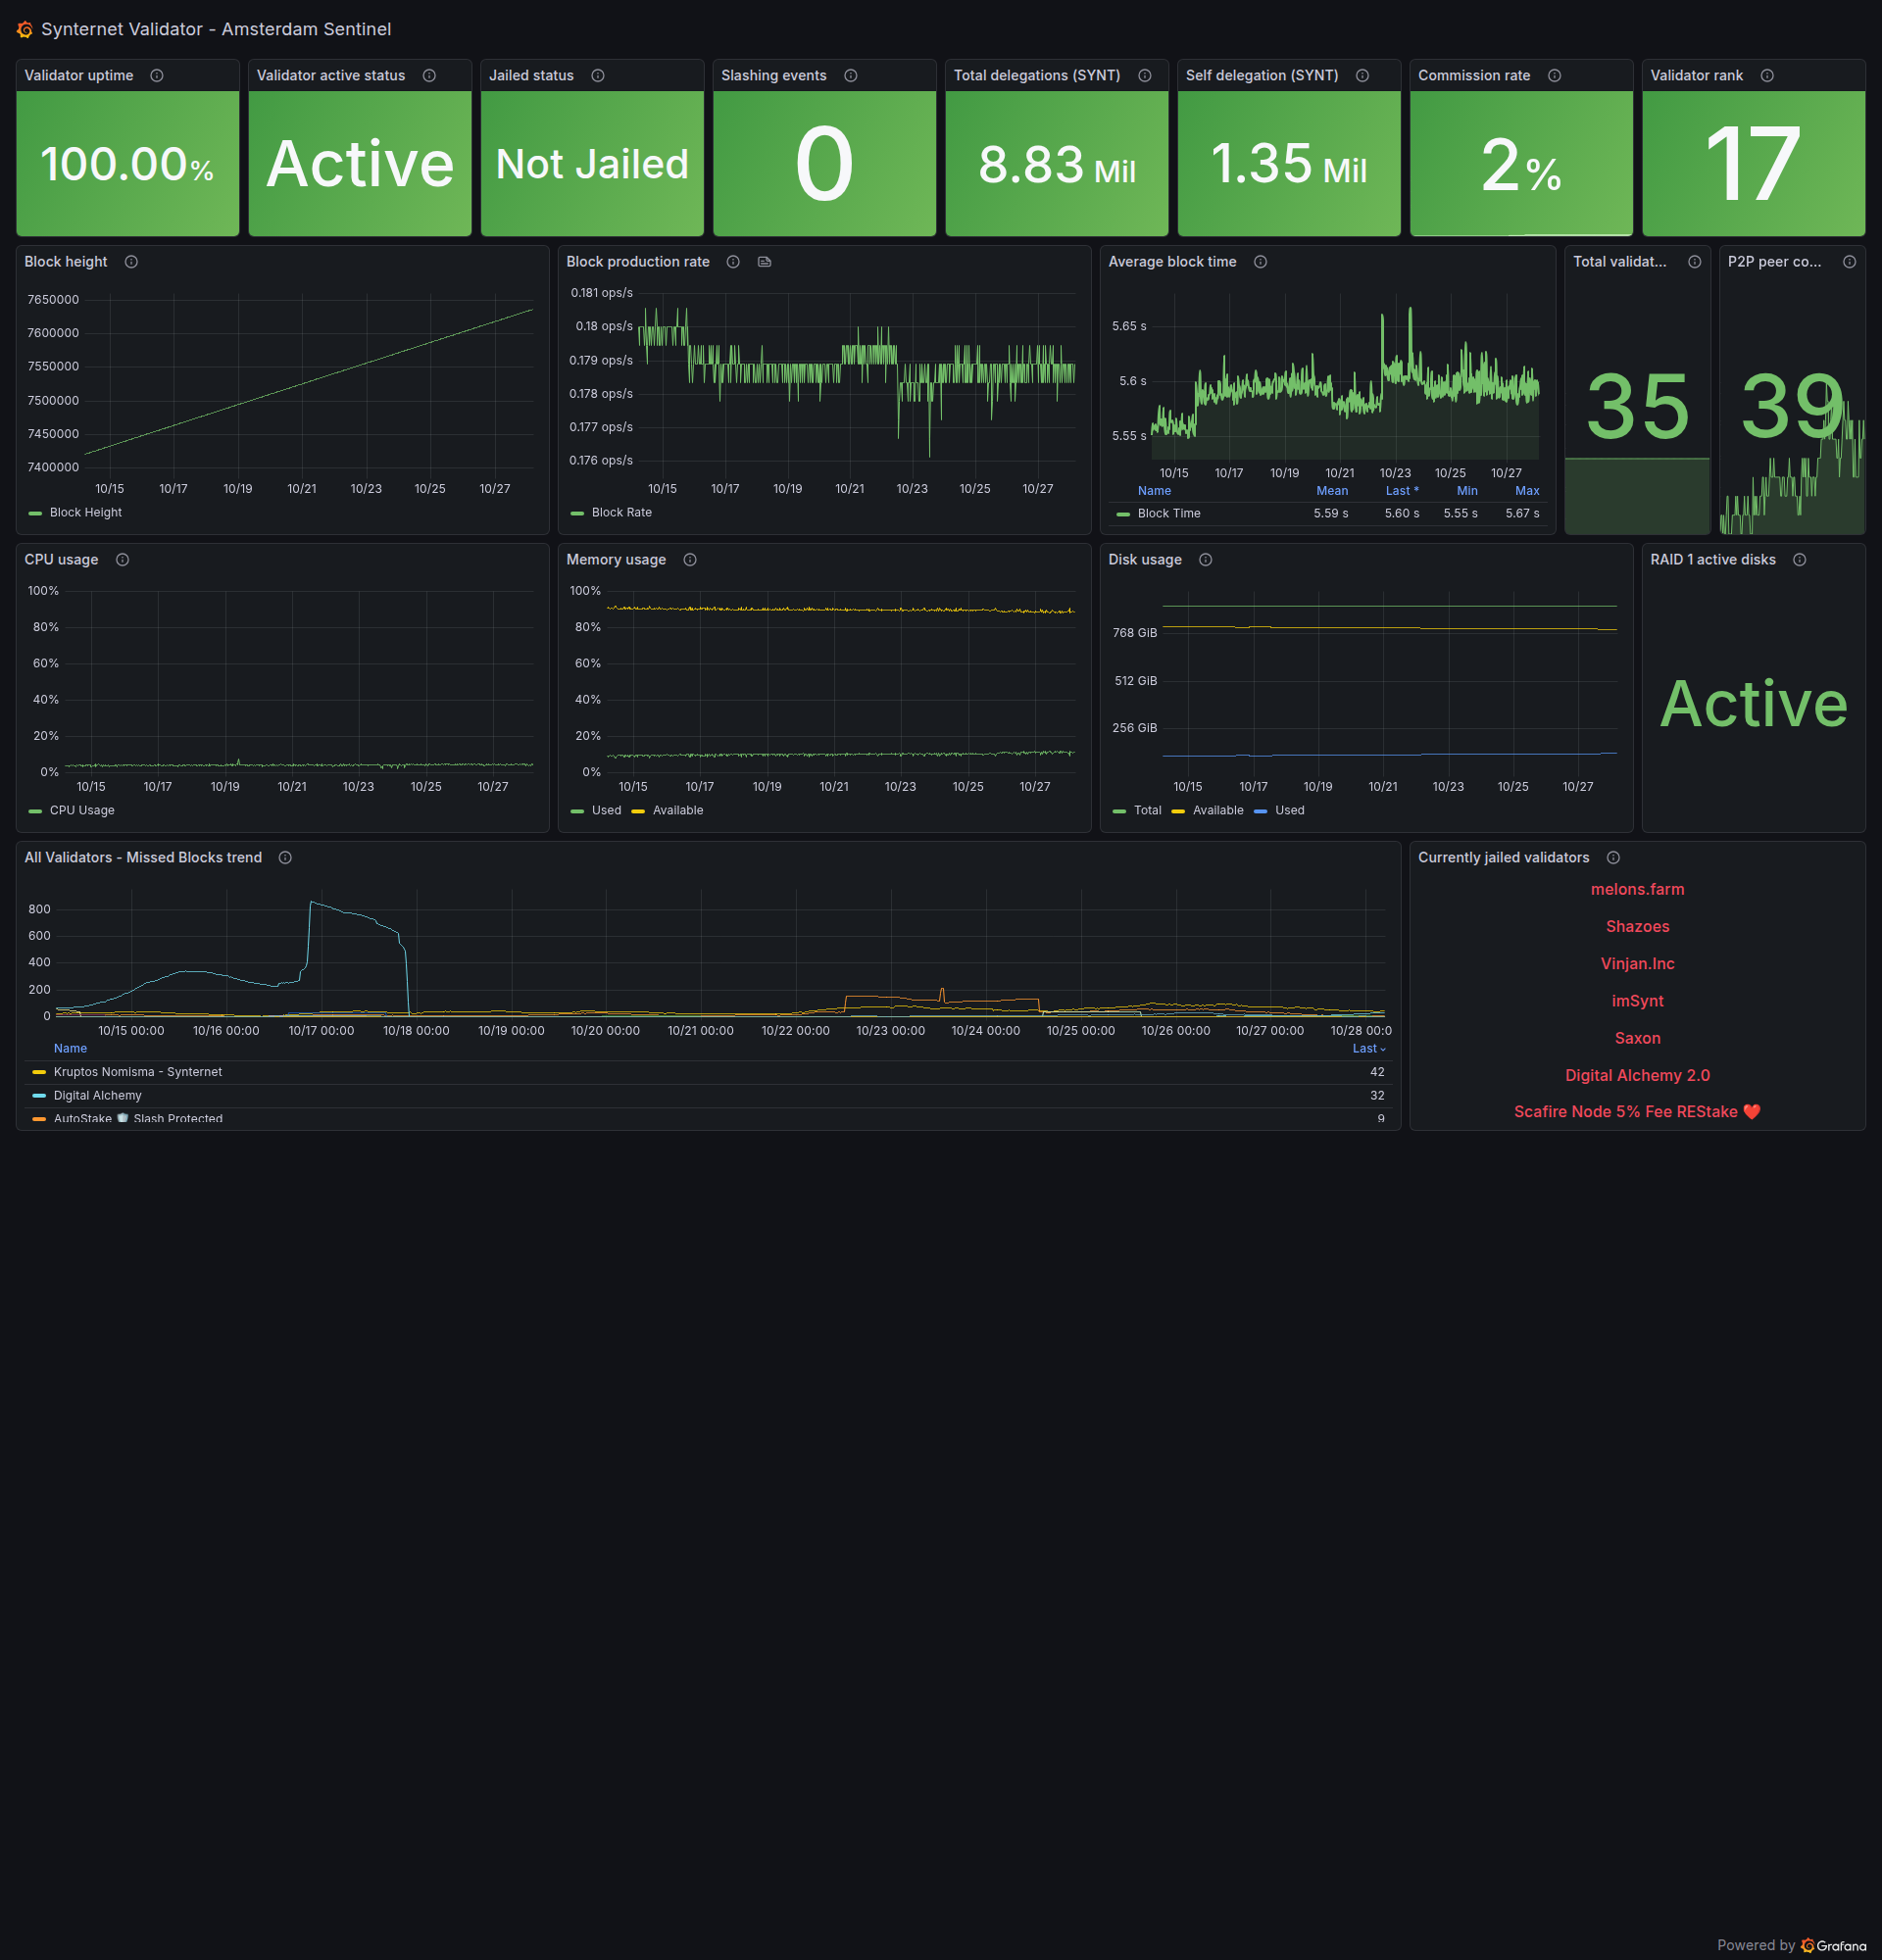 Synternet Validator - Amsterdam Sentinel
Validator uptime
100.00%
Validator active status
Active
Jailed status
Not Jailed
Slashing events
0
Total delegations (SYNT)
8.83 Mil
Self delegation (SYNT)
1.35 Mil
Commission rate
2%
Validator rank
17
Block height
7650000
7600000
7550000
7500000
7450000
7400000
10/15 10/17 10/19 10/21 10/23 10/25 10/27
Block Height
Block production rate
0.181 ops/s
0.18 ops/s
0.179 ops/s
0.178 ops/s
0.177 ops/s
0.176 ops/s
10/15 10/17 10/19 10/21 10/23 10/25 10/27
Block Rate
Average block time
5.65 s
5.6 s
5.55 s
10/15 10/17 10/19 10/21 10/23 10/25 10/27
Name Mean Last * Min Max
Block TIme 5.59 s 5.60 s 5.55 s 5.67 s
Total validat...
35
P2P peer co...
39
CPU usage
100%
80%
60%
40%
20%
0%
10/15 10/17 10/19 10/21 10/23 10/25 10/27
CPU Usage
Memory usage
100%
80%
60%
40%
20%
0%
10/15 10/17 10/19 10/21 10/23 10/25 10/27
Used Available
Disk usage
768 GiB
512 GiB
256 GiB
10/15 10/17 10/19 10/21 10/23 10/25 10/27
Total Available Used
RAID 1 active disks
Active
All Validators - Missed Blocks trend
800
600
400
200
0
10/15 00:00 10/16 00:00 10/17 00:00 10/18 00:00 10/19 00:00 10/20 00:00 10/21 00:00 10/22 00:00 10/23 00:00 10/24 00:00 10/25 00:00 10/26 00:00 10/27 00:00 10/28 00:0
Name Last
Kruptos Nomisma - Synternet 42
Digital Alchemy 32
AutoStake 🛡️ Slash Protected 9
Currently jailed validators
melons.farm
Shazoes
Vinjan.Inc
imSynt
Saxon
Digital Alchemy 2.0
Scafire Node 5% Fee REStake ❤️
Powered by Grafana